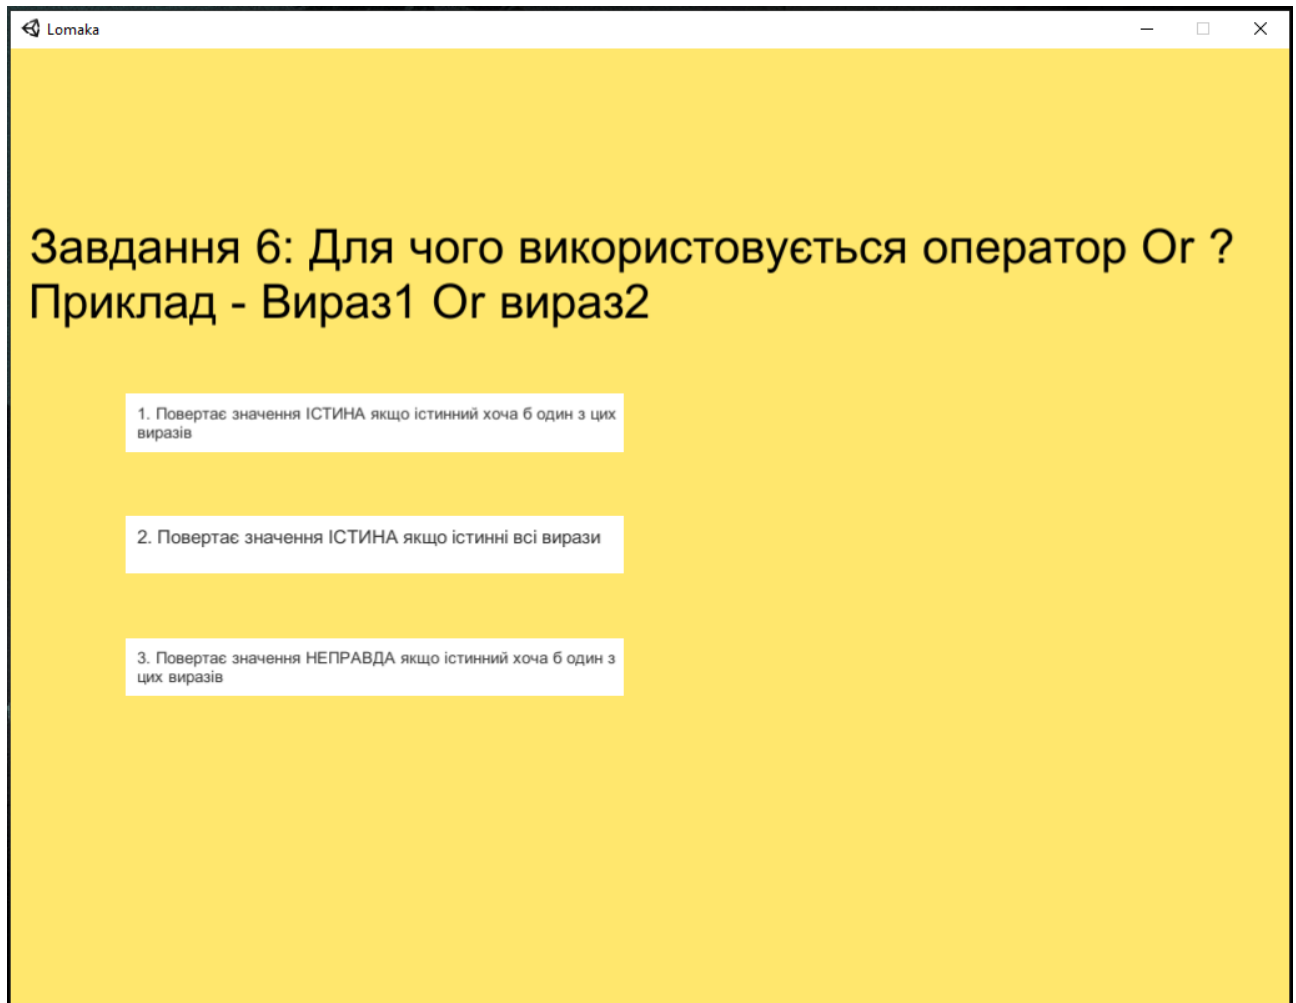 Lomaka
Завдання 6: Для чого використовується оператор Or ?
Приклад - Вираз1 Or вираз2
1. Повертає значення ІСТИНА якщо істинний хоча б один з цих
виразів
2. Повертає значення ІСТИНА якщо істинні всі вирази
3. Повертає значення НЕПРАВДА якщо істинний хоча б один з
цих виразів